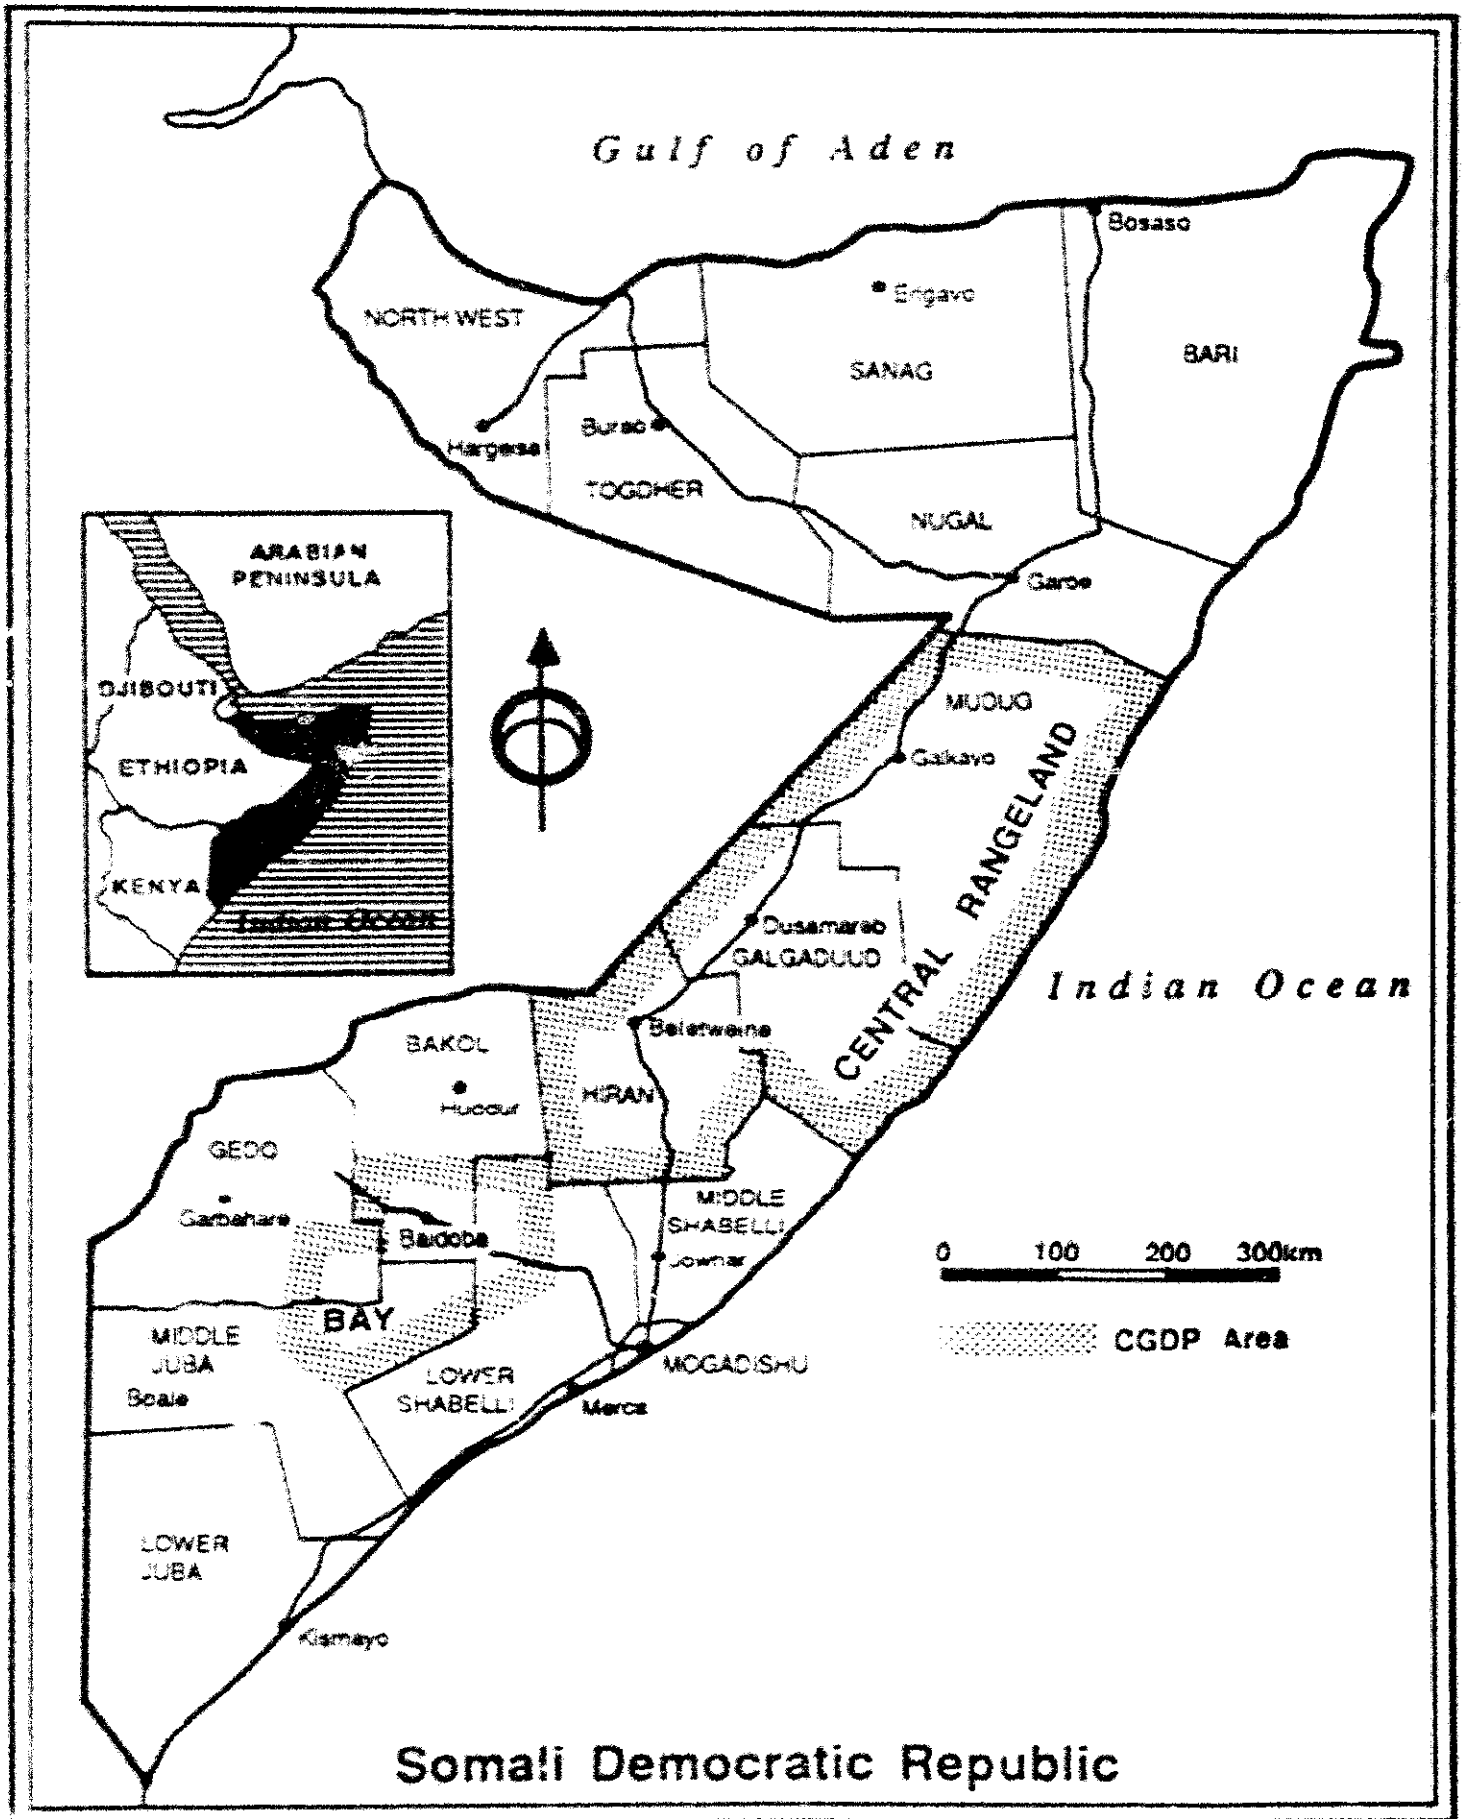 Gulf of Aden
Bosaso
Erigavo
NORTH WEST
BARI
SANAG
Burao
Hargeisa
TOGDHER
NUGAL
ARABIAN
PENINSULA
Garoe
DJIBOUTI
MUDUG
Galkayo
ETHIOPIA
CENTRAL RANGELAND
KENYA
Indian Ocean
Dusamareb
GALGADUUD
Indian Ocean
Beletweine
BAKOL
Huddur
HIRAN
GEDO
Garbahare
MIDDLE
SHABELLI
Baidoba
Jowhar
0 100 200 300km
BAY
CGDP Area
MIDDLE
JUBA
MOGADISHU
LOWER
SHABELLI
Boale
Merca
LOWER
JUBA
Kismayo
Somali Democratic Republic